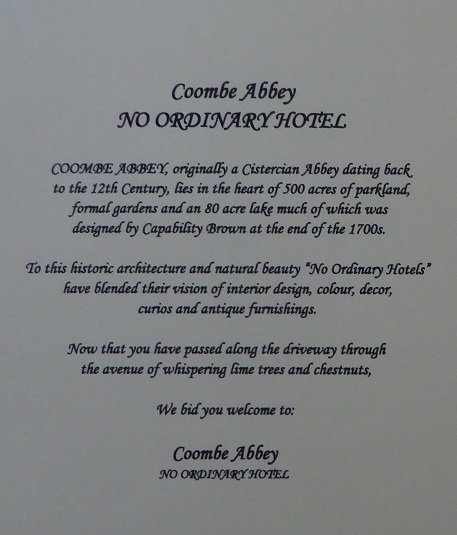 Coombe Abbey
NO ORDINARY HOTEL
COOMBE ABBEY, originally a Cistercian Abbey dating back
to the 12th Century, lies in the heart of 500 acres of parkland,
formal gardens and an 80 acre lake much of which was
designed by Capability Brown at the end of the 1700s.
To this historic architecture and natural beauty "No Ordinary Hotels"
have blended their vision of interior design, colour, decor,
curios and antique furnishings.
Now that you have passed along the driveway through
the avenue of whispering lime trees and chestnuts,
We bid you welcome to:
Coombe Abbey
NO ORDINARY HOTEL